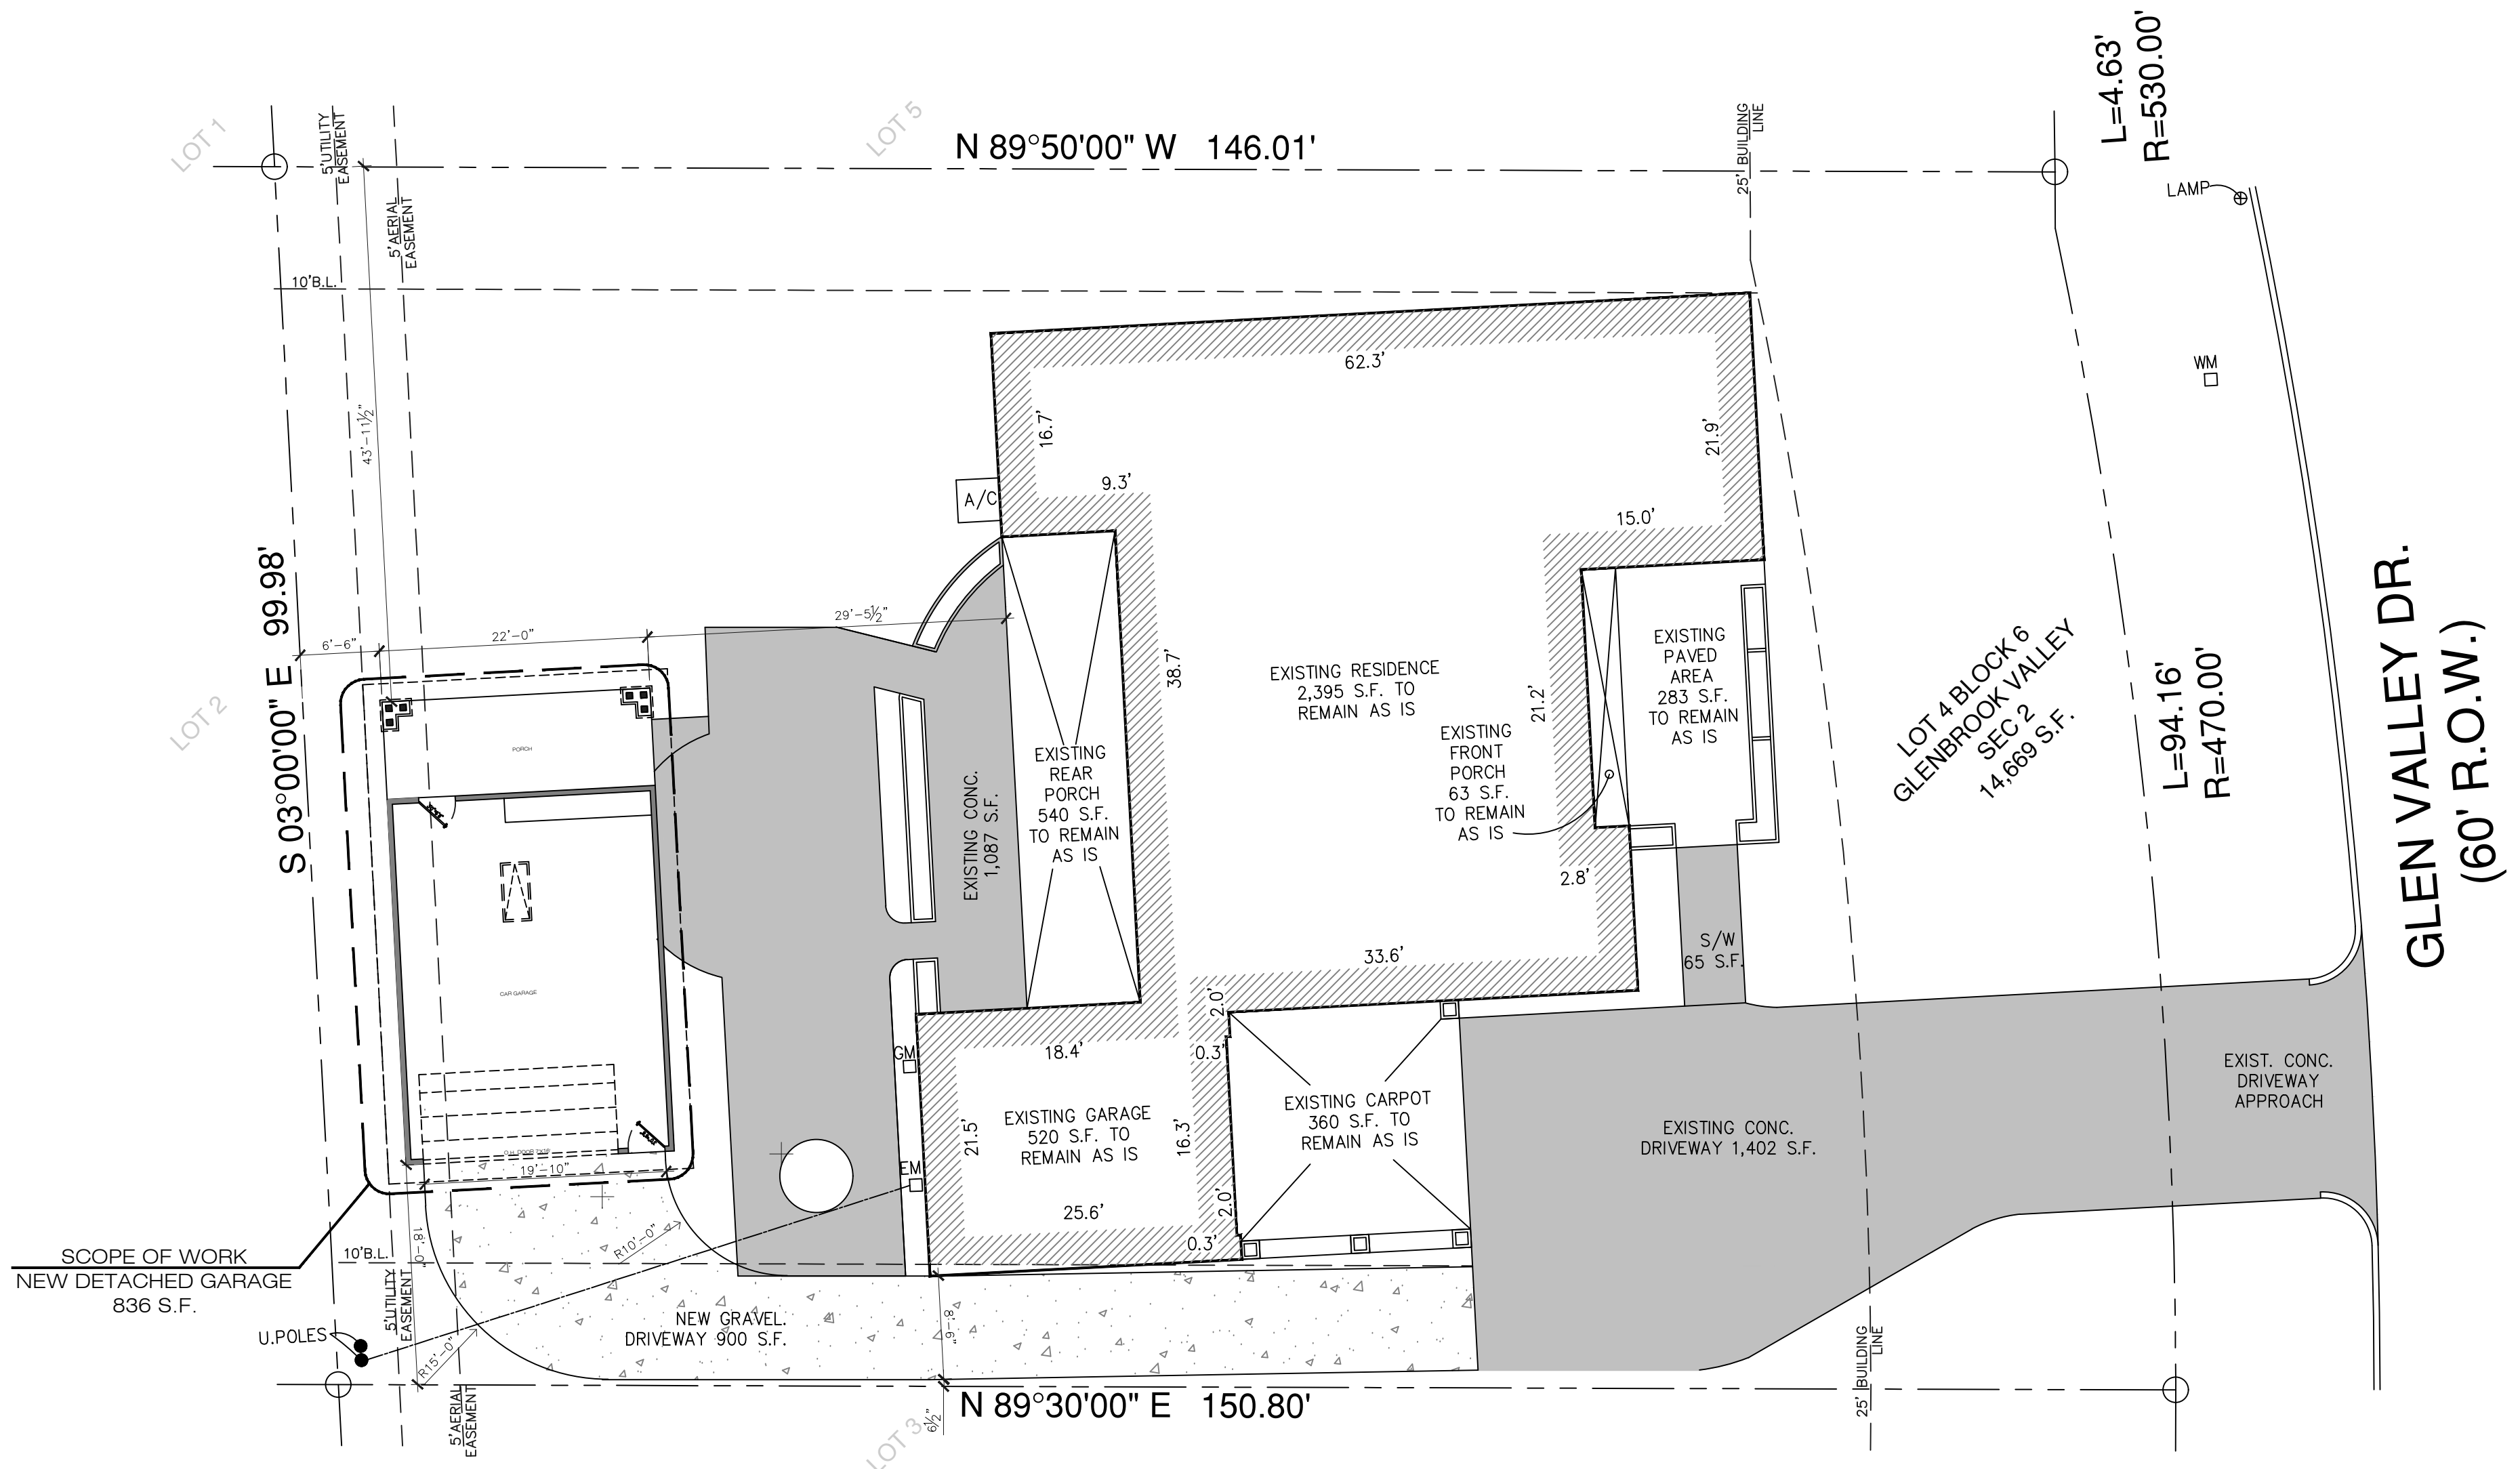 L=4.63'
R=530.00'
LOT 1
LOT 5
N 89°50'00" W 146.01'
5'UTILITY
EASEMENT
25' BUILDING
LINE
LAMP
5'AERIAL
EASEMENT
10'B.L.
62.3'
WM
43'-11½"
16.7'
21.9'
9.3'
A/C
15.0'
S 03°00'00" E 99.98'
6'-6"
22'-0"
29'-5½"
LOT 2
38.7'
EXISTING RESIDENCE
2,395 S.F. TO
REMAIN AS IS
21.2'
EXISTING
PAVED
AREA
283 S.F.
TO REMAIN
AS IS
LOT 4 BLOCK 6
GLENBROOK VALLEY
SEC 2
14,669 S.F.
L=94.16'
R=470.00'
GLEN VALLEY DR.
(60' R.O.W.)
PORCH
EXISTING
REAR
PORCH
540 S.F.
TO REMAIN
AS IS
EXISTING
FRONT
PORCH
63 S.F.
TO REMAIN
AS IS
EXISTING CONC.
1,087 S.F.
2.8'
S/W
65 S.F.
33.6'
CAR GARAGE
2.0'
GM
18.4'
0.3'
EXISTING GARAGE
520 S.F. TO
REMAIN AS IS
21.5'
16.3'
EXISTING CARPOT
360 S.F. TO
REMAIN AS IS
EXISTING CONC.
DRIVEWAY 1,402 S.F.
EXIST. CONC.
DRIVEWAY
APPROACH
19'-10"
EM
25.6'
2.0'
0.3'
R10'-0"
18'-0"
SCOPE OF WORK
NEW DETACHED GARAGE
836 S.F.
10'B.L.
5'UTILITY
EASEMENT
U.POLES
R15'-0"
NEW GRAVEL.
DRIVEWAY 900 S.F.
8'-6"
25' BUILDING
LINE
5'AERIAL
EASEMENT
6½"
N 89°30'00" E 150.80'
LOT 3